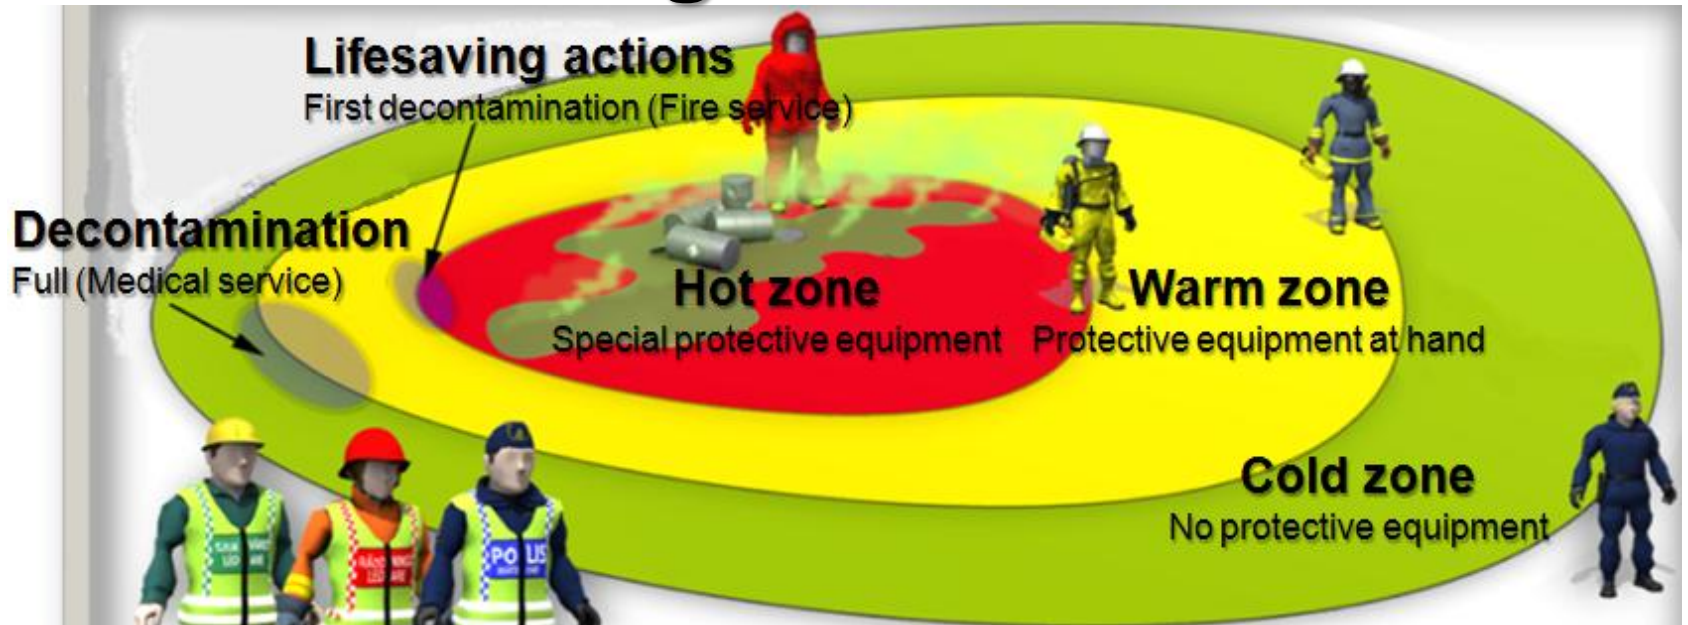 Lifesaving actions
First decontamination (Fire service)
Decontamination
Full (Medical service)
Hot zone
Special protective equipment
Warm zone
Protective equipment at hand
Cold zone
No protective equipment
POLIS